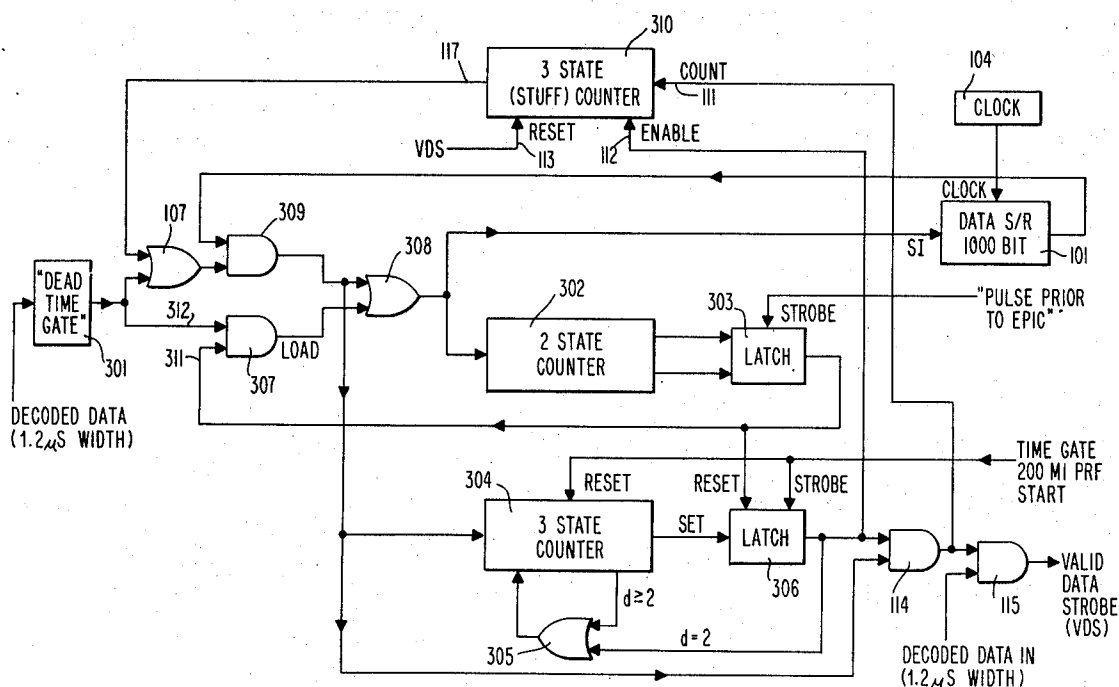 310
117
3 STATE
(STUFF) COUNTER
COUNT
111
104
CLOCK
RESET
ENABLE
VDS
113
112
CLOCK
107
309
308
DATA S/R
1000 BIT
SI
101
"DEAD
TIME
GATE"
301
312
311
LOAD
307
302
2 STATE
COUNTER
303
STROBE
LATCH
"PULSE PRIOR
TO EPIC"
DECODED DATA
(1.2μS WIDTH)
304
RESET
RESET
STROBE
TIME GATE
200 MI PRF
START
3 STATE
COUNTER
SET
LATCH
306
d≥2
305
d=2
114
115
VALID
DATA
STROBE
(VDS)
DECODED DATA IN
(1.2μS WIDTH)